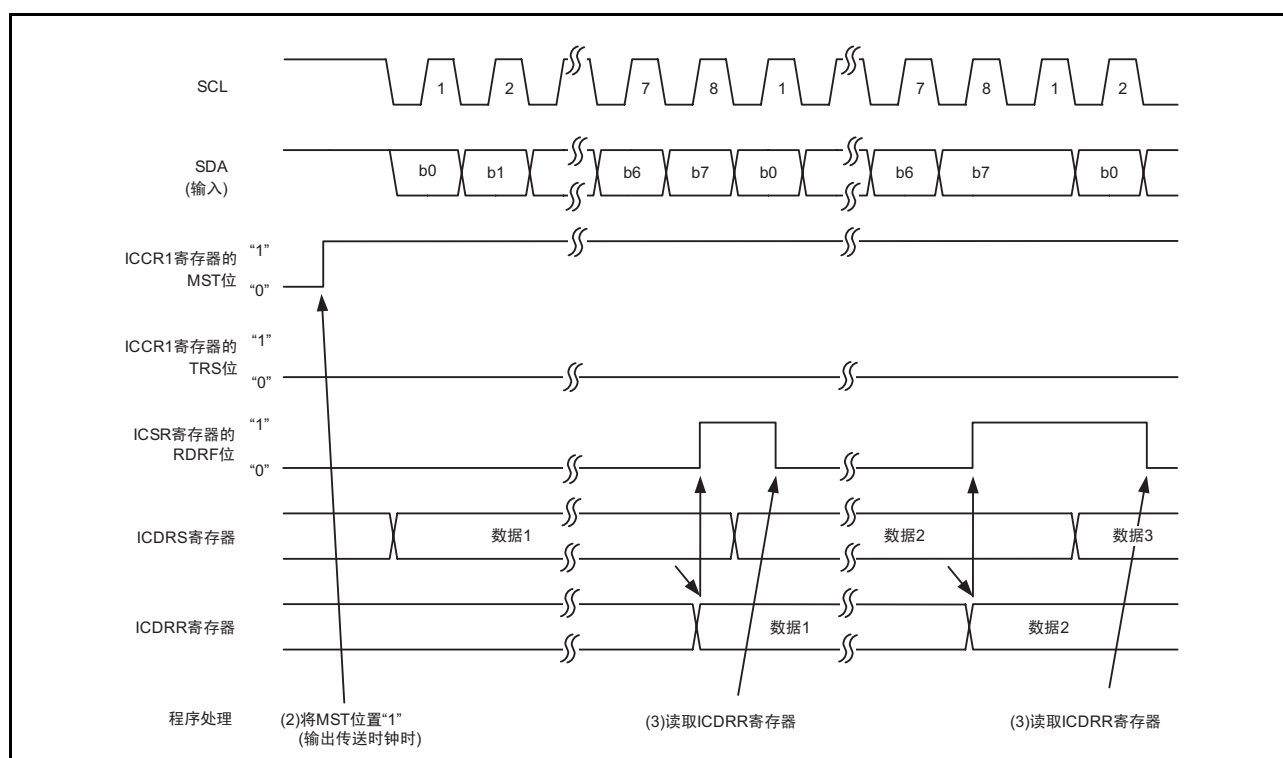 SCL
1 2 7 8 1 7 8 1 2
SDA
(输入)
b0 b1 b6 b7 b0 b6 b7 b0
ICCR1寄存器的
MST位
“1”
“0”
ICCR1寄存器的
TRS位
“1”
“0”
ICSR寄存器的
RDRF位
“1”
“0”
ICDRS寄存器
数据1 数据2 数据3
ICDRR寄存器
数据1 数据2
程序处理
(2)将MST位置“1”
(输出传送时钟时)
(3)读取ICDRR寄存器
(3)读取ICDRR寄存器